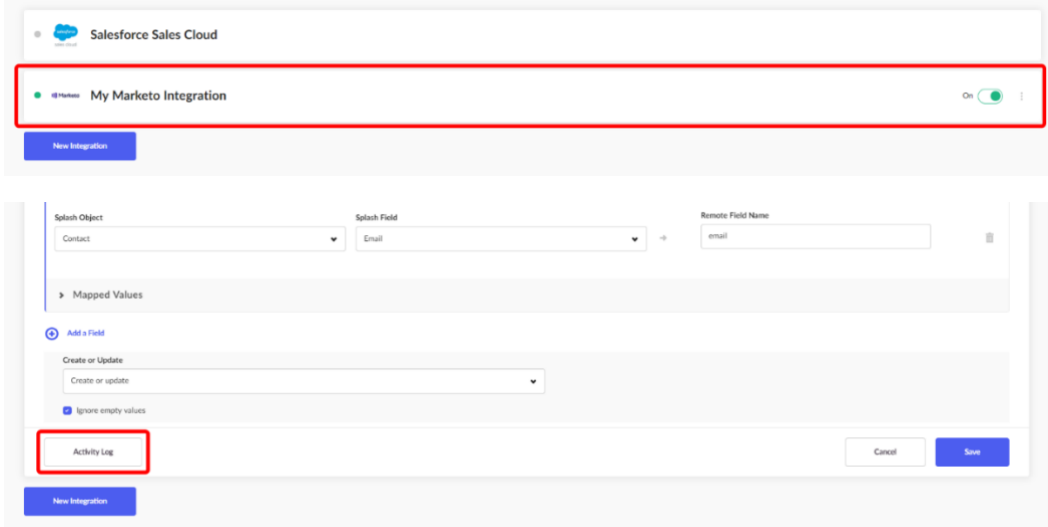 Salesforce Sales Cloud
Marketo My Marketo Integration On
New Integration
Splash Object Splash Field Remote Field Name
Contact Email email
Mapped Values
Add a Field
Create or Update
Create or update
Ignore empty values
Activity Log Cancel Save
New Integration